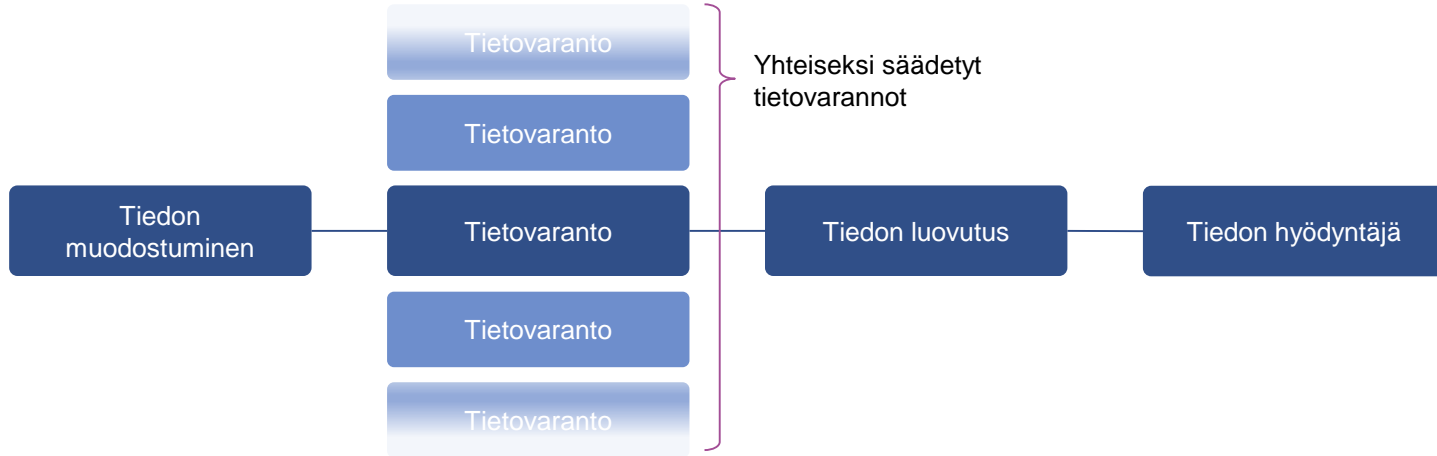 Tietovaranto
Yhteiseksi säädetyt
tietovarannot
Tietovaranto
Tiedon
muodostuminen
Tietovaranto
Tiedon luovutus
Tiedon hyödyntäjä
Tietovaranto
Tietovaranto